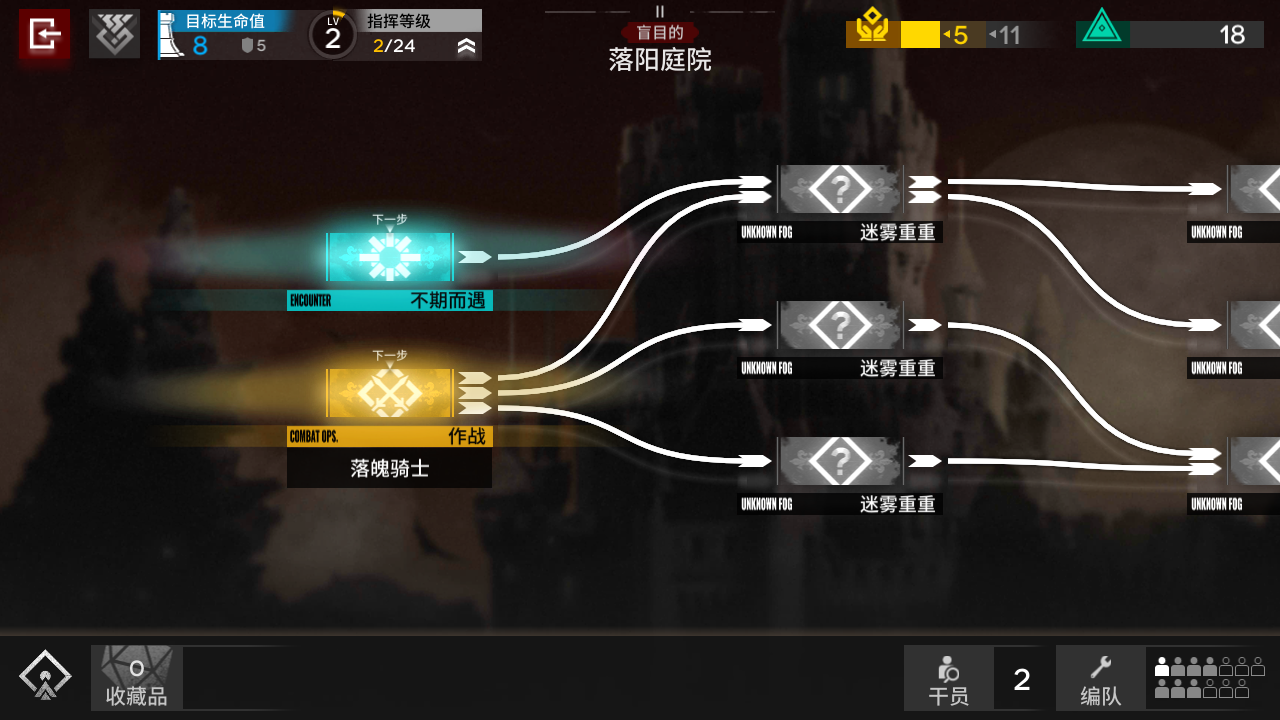 目标生命值
8
5
LV
2
指挥等级
2/24
II
盲目的
落阳庭院
5
11
18
下一步
ENCOUNTER
不期而遇
下一步
COMBAT OPS.
作战
落魄骑士
?
UNKNOWN FOG
迷雾重重
?
UNKNOWN FOG
迷雾重重
?
UNKNOWN FOG
迷雾重重
UNKNOWN FOG
UNKNOWN FOG
UNKNOWN FOG
0
收藏品
干员
2
编队